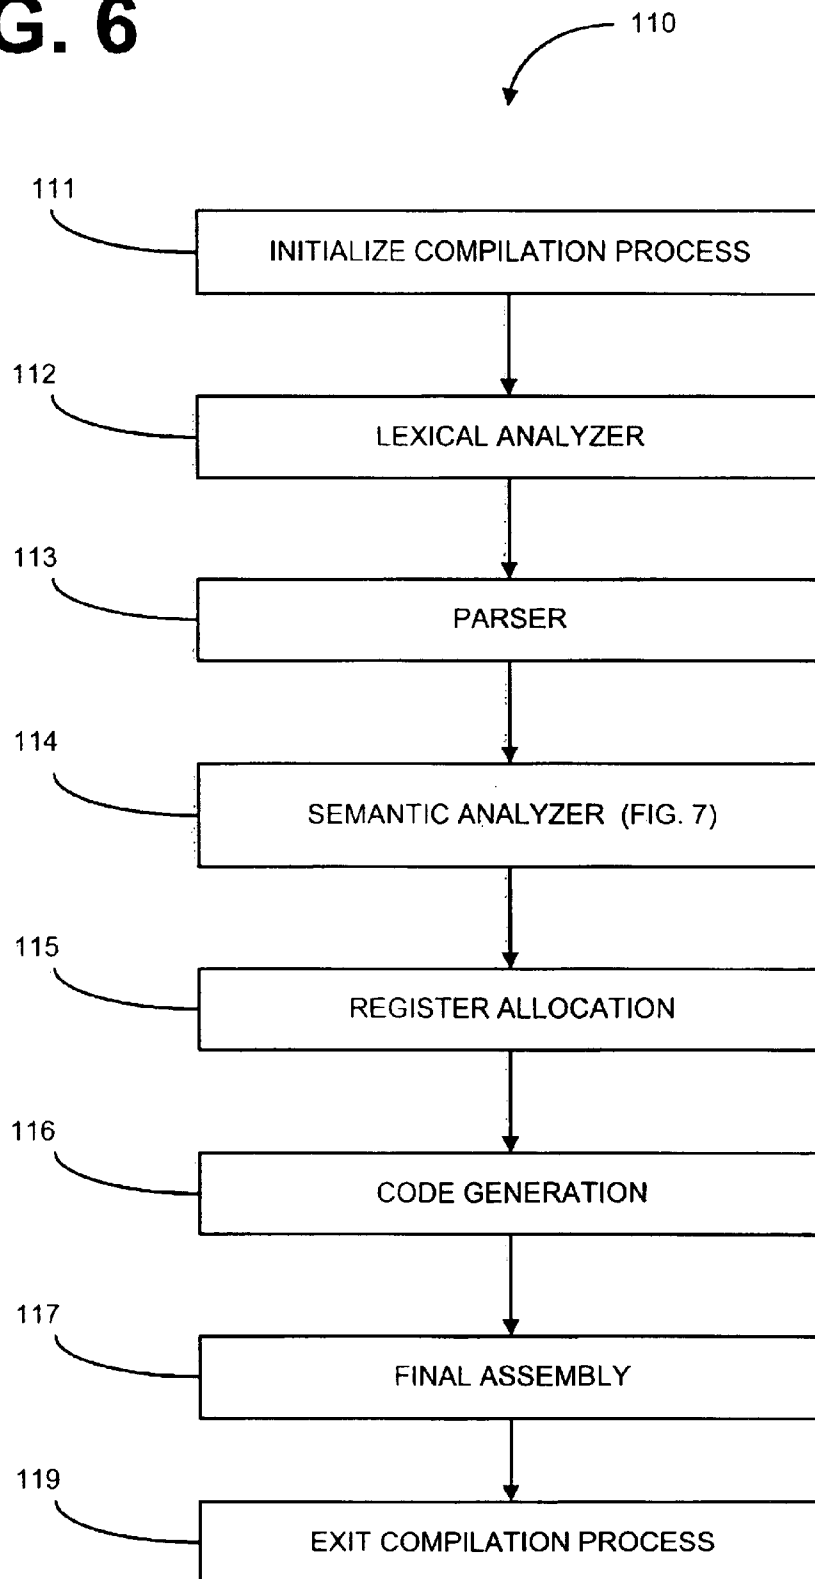 G. 6
110
111
INITIALIZE COMPILATION PROCESS
112
LEXICAL ANALYZER
113
PARSER
114
SEMANTIC ANALYZER (FIG. 7)
115
REGISTER ALLOCATION
116
CODE GENERATION
117
FINAL ASSEMBLY
119
EXIT COMPILATION PROCESS